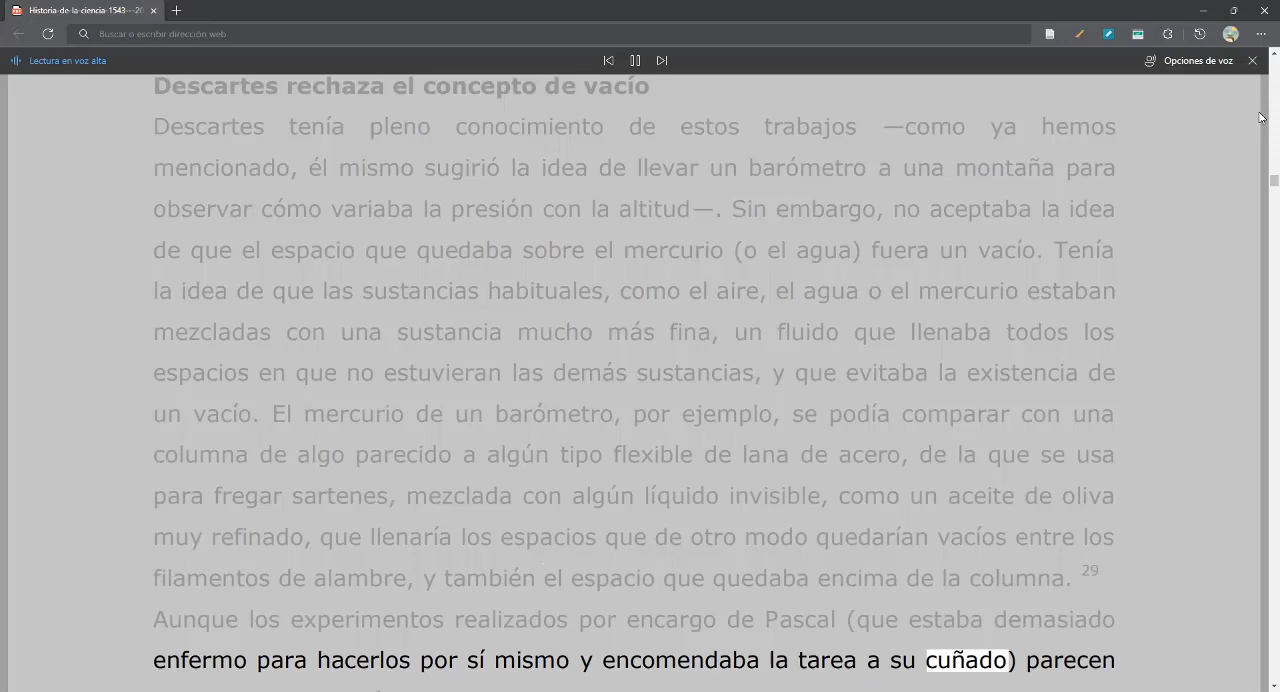 Historia-de-la-ciencia-1543---20
Buscar o escribir dirección web
Lectura en voz alta
Opciones de voz
Descartes rechaza el concepto de vacío
Descartes tenía pleno conocimiento de estos trabajos —como ya hemos
mencionado, él mismo sugirió la idea de llevar un barómetro a una montaña para
observar cómo variaba la presión con la altitud—. Sin embargo, no aceptaba la idea
de que el espacio que quedaba sobre el mercurio (o el agua) fuera un vacío. Tenía
la idea de que las sustancias habituales, como el aire, el agua o el mercurio estaban
mezcladas con una sustancia mucho más fina, un fluido que llenaba todos los
espacios en que no estuvieran las demás sustancias, y que evitaba la existencia de
un vacío. El mercurio de un barómetro, por ejemplo, se podía comparar con una
columna de algo parecido a algún tipo flexible de lana de acero, de la que se usa
para fregar sartenes, mezclada con algún líquido invisible, como un aceite de oliva
muy refinado, que llenaría los espacios que de otro modo quedarían vacíos entre los
filamentos de alambre, y también el espacio que quedaba encima de la columna. 29
Aunque los experimentos realizados por encargo de Pascal (que estaba demasiado
enfermo para hacerlos por sí mismo y encomendaba la tarea a su cuñado) parecen